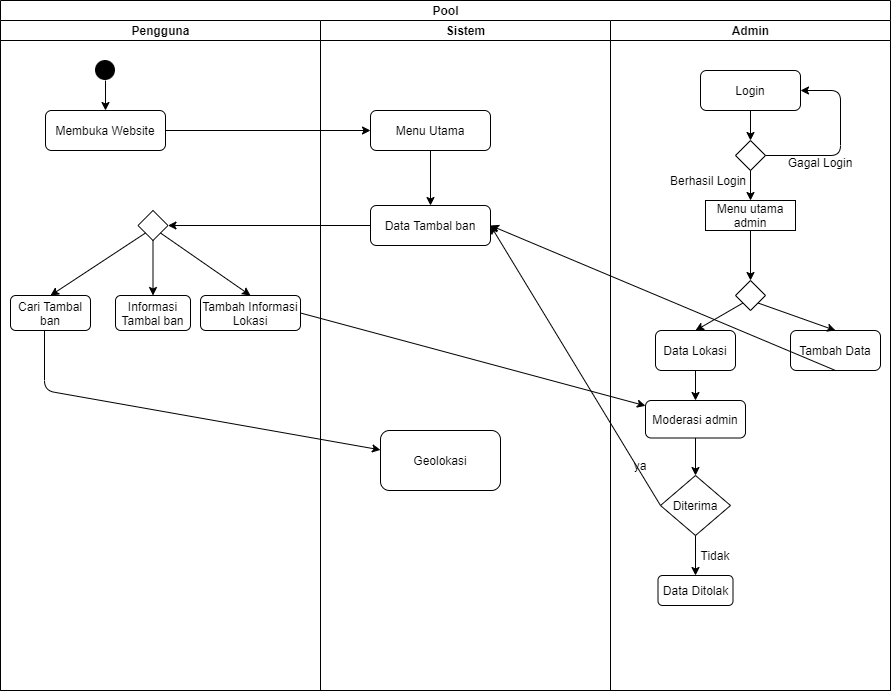 Pool
Pengguna
Sistem
Admin
Membuka Website
Menu Utama
Login
Gagal Login
Berhasil Login
Menu utama
admin
Data Tambal ban
Cari Tambal
ban
Informasi
Tambal ban
Tambah Informasi
Lokasi
Data Lokasi
Tambah Data
Moderasi admin
Geolokasi
ya
Diterima
Tidak
Data Ditolak